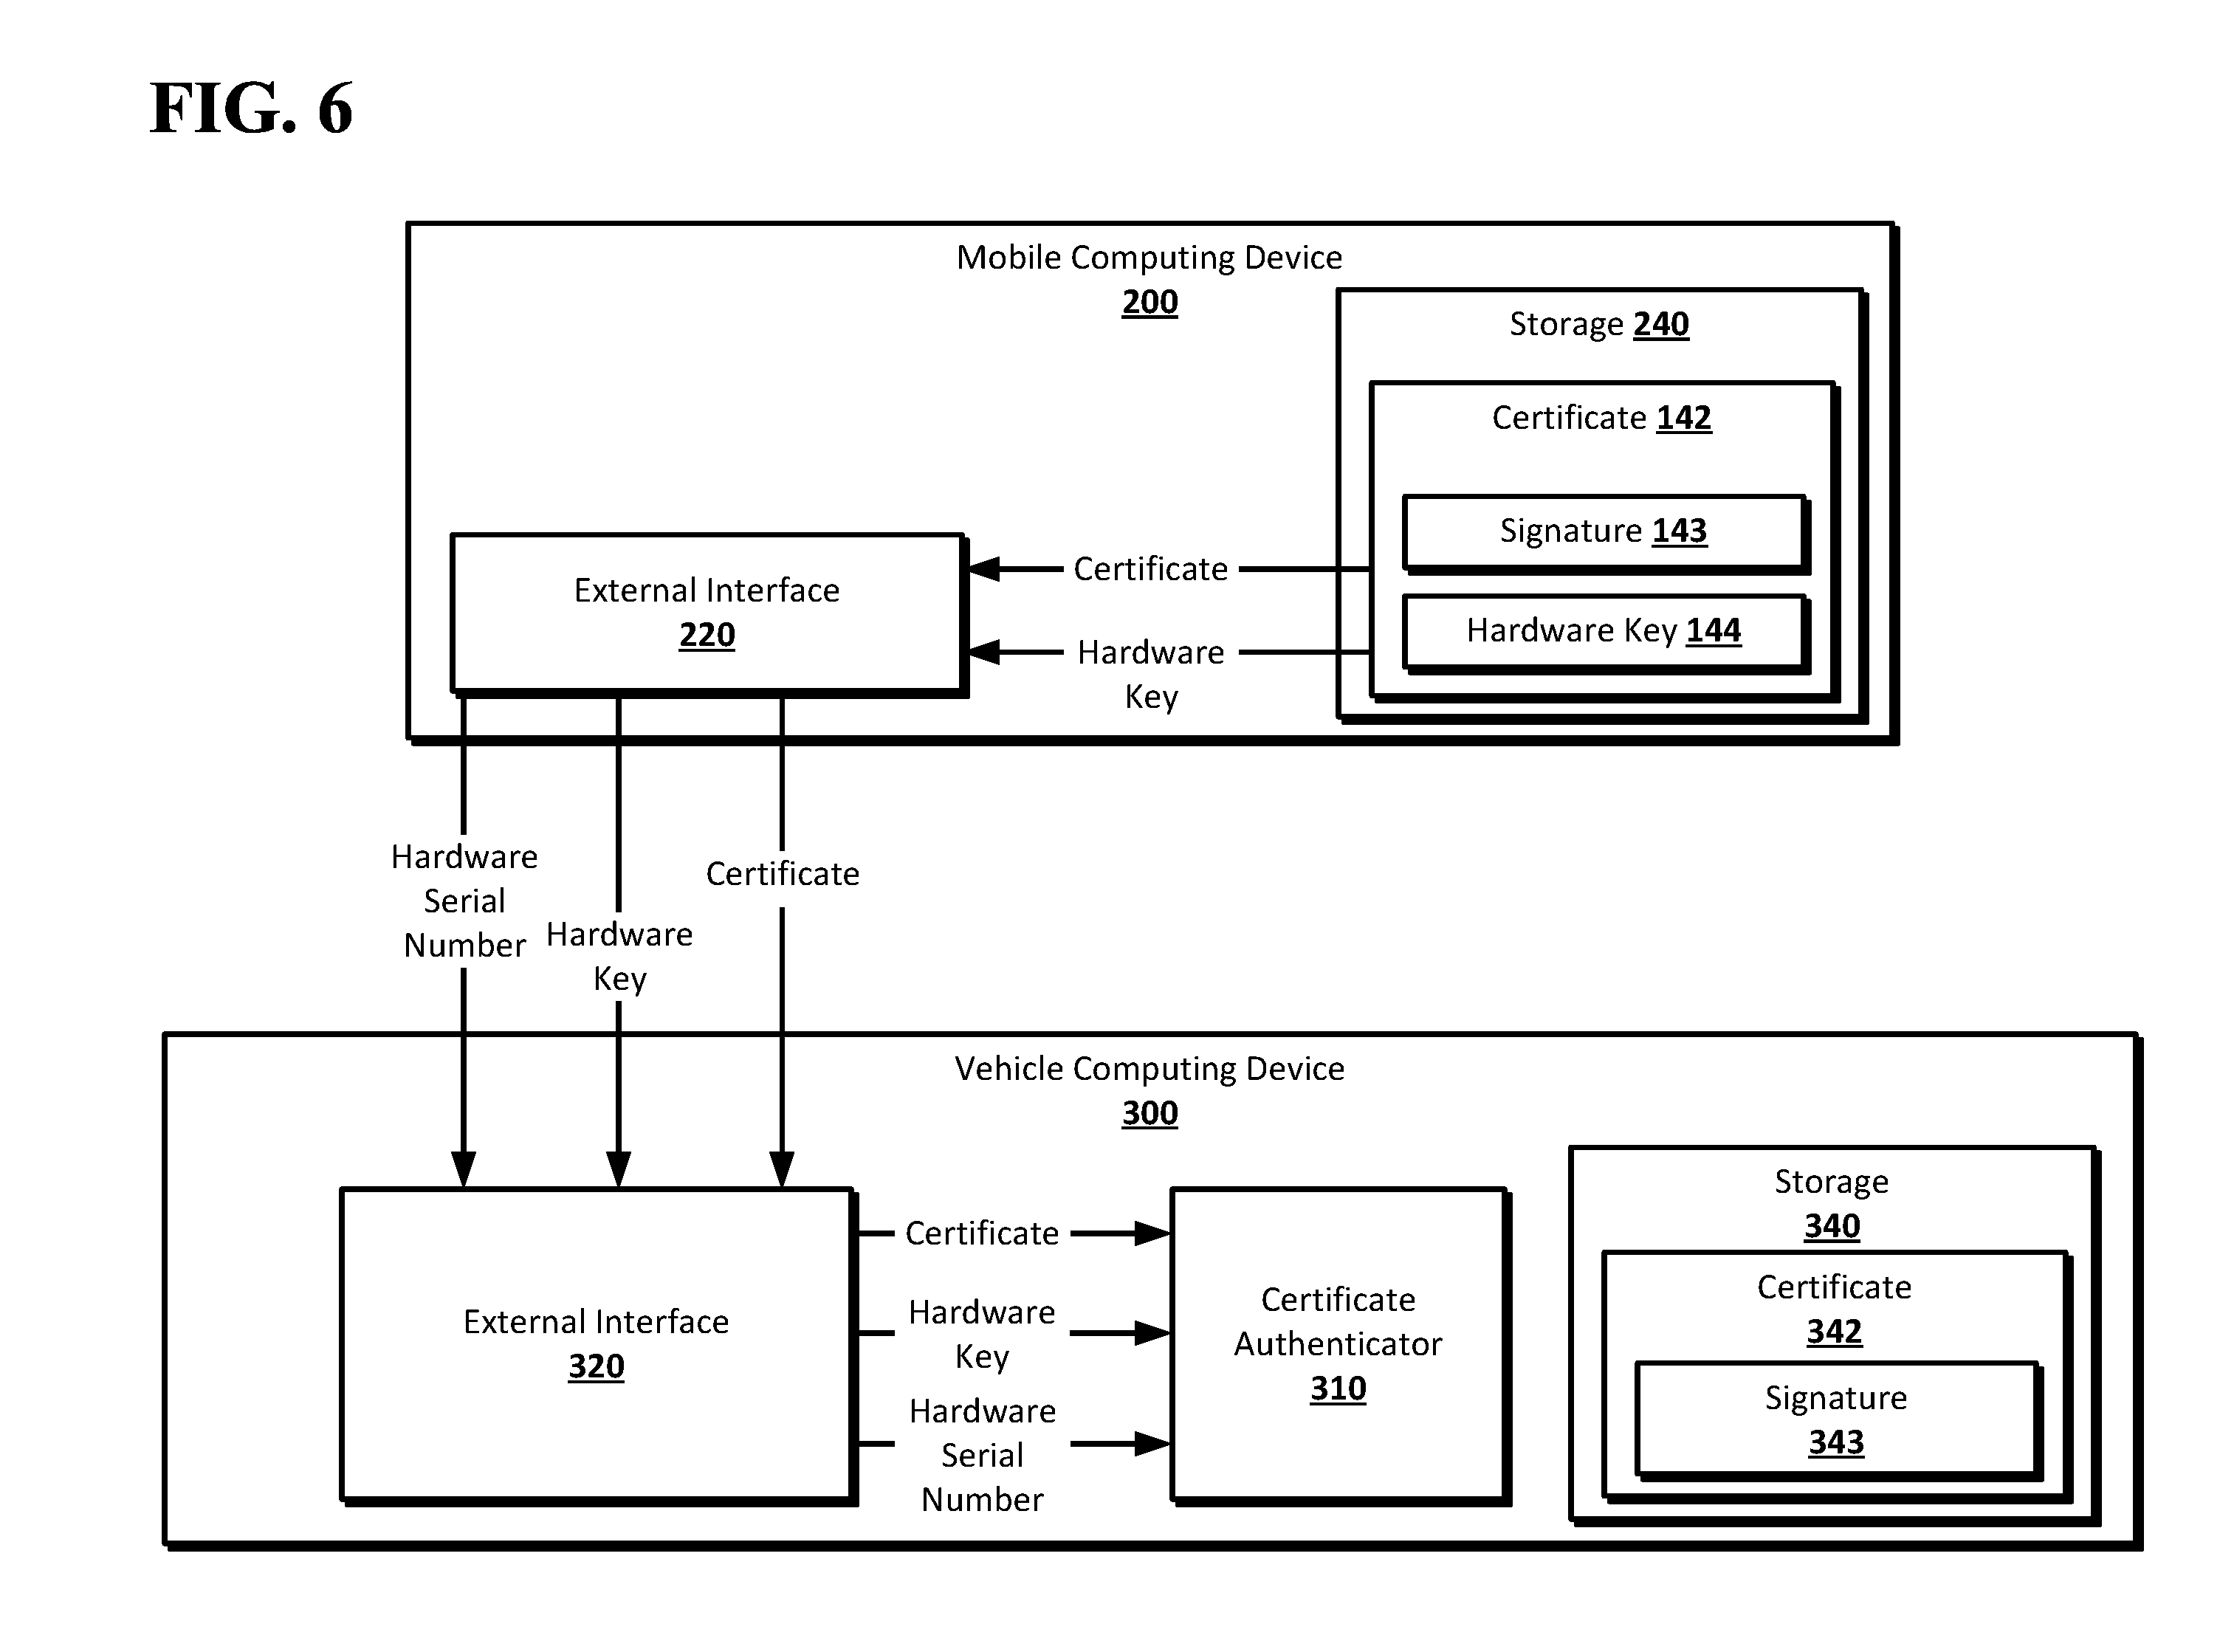 FIG. 6
Mobile Computing Device
200
Storage 240
Certificate 142
Signature 143
Hardware Key 144
Certificate
Hardware
Key
External Interface
220
Hardware
Serial
Number
Hardware
Key
Certificate
Vehicle Computing Device
300
External Interface
320
Certificate
Hardware
Key
Hardware
Serial
Number
Certificate
Authenticator
310
Storage
340
Certificate
342
Signature
343